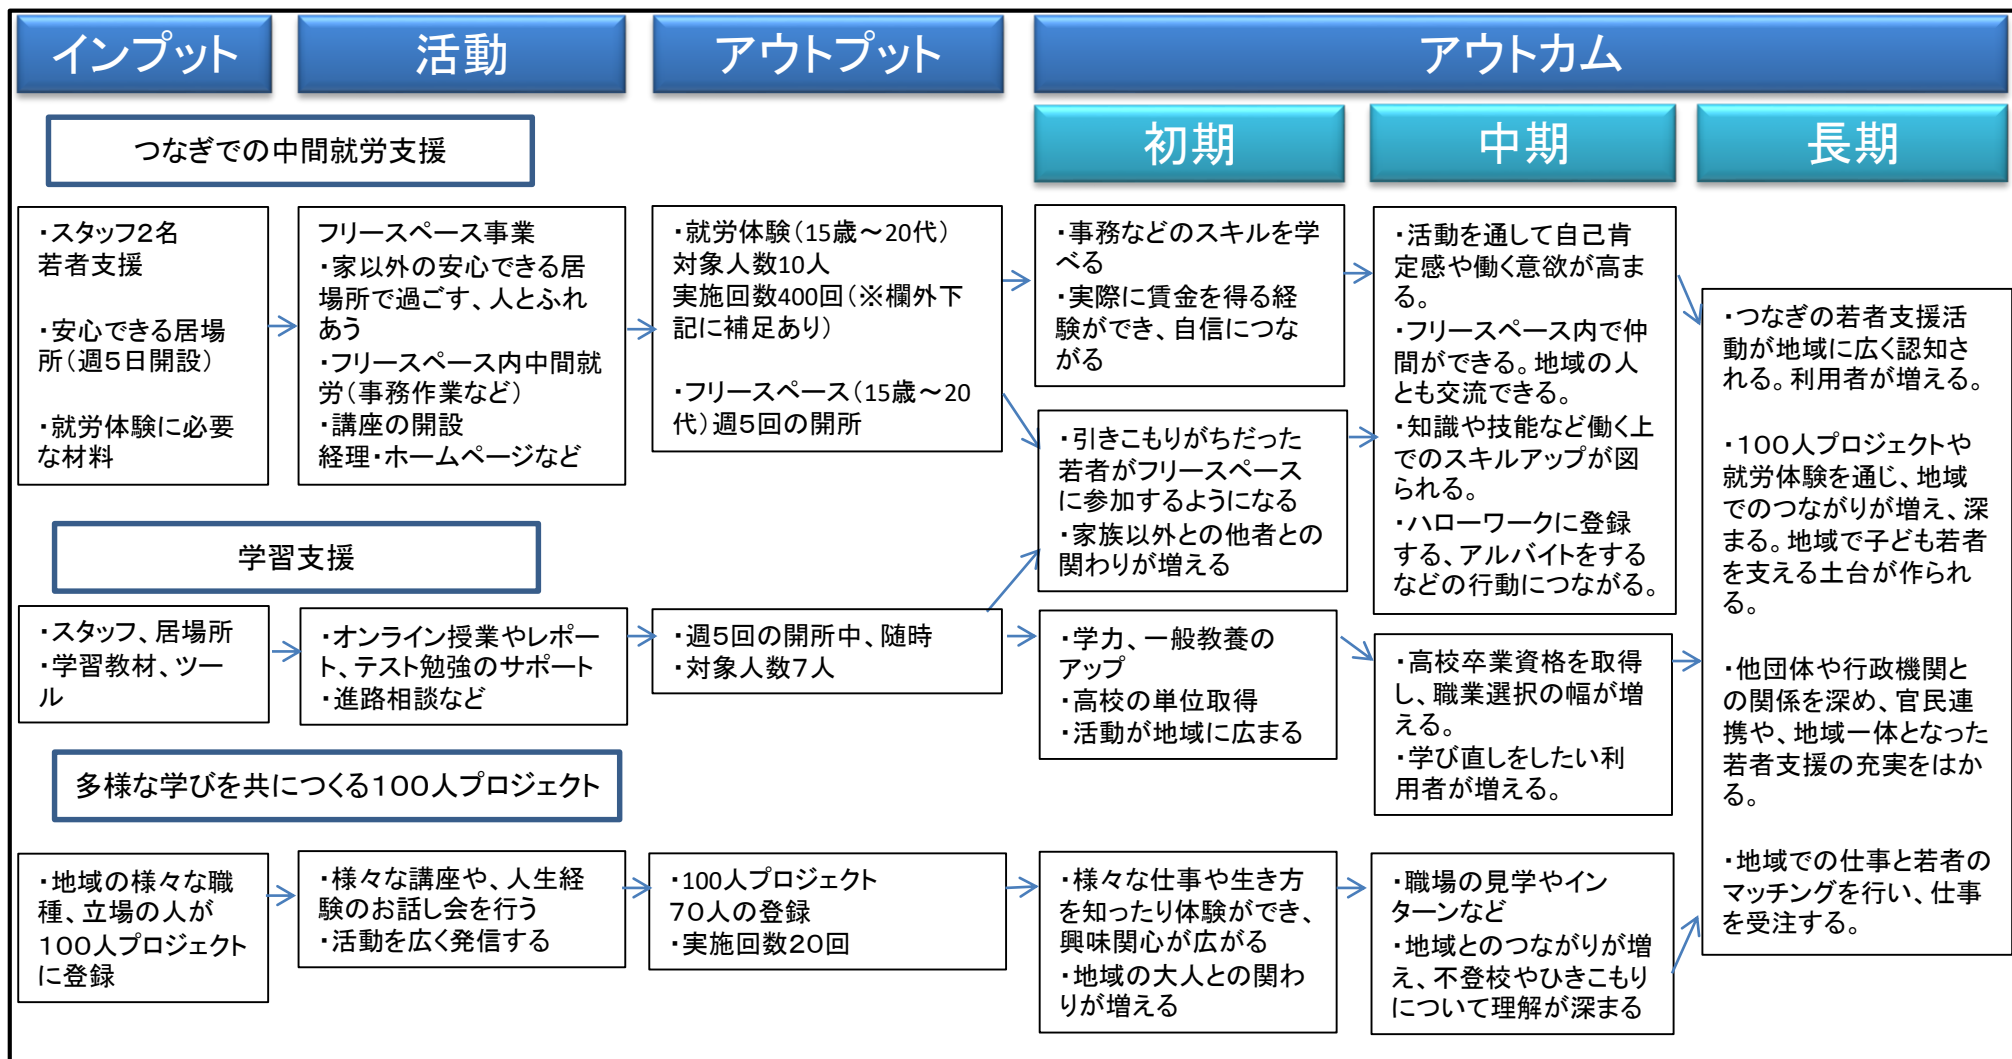 インプット
活動
アウトプット
アウトカム
初期
中期
長期
つなぎでの中間就労支援
・スタッフ2名
若者支援
・安心できる居場
所（週5日開設）
・就労体験に必要
な材料
フリースペース事業
・家以外の安心できる居
場所で過ごす、人とふれ
あう
・フリースペース内中間就
労（事務作業など）
・講座の開設
経理・ホームページなど
・就労体験（15歳～20代）
対象人数10人
実施回数400回（※欄外下
記に補足あり）
・フリースペース（15歳～20
代）週5回の開所
・事務などのスキルを学
べる
・実際に賃金を得る経
験ができ、自信につな
がる
・引きこもりがちだった
若者がフリースペース
に参加するようになる
・家族以外との他者との
関わりが増える
・活動を通して自己肯
定感や働く意欲が高ま
る。
・フリースペース内で仲
間ができる。地域の人
とも交流できる。
・知識や技能など働く上
でのスキルアップが図
られる。
・ハローワークに登録
する、アルバイトをする
などの行動につながる。
・つなぎの若者支援活
動が地域に広く認知さ
れる。利用者が増える。
・100人プロジェクトや
就労体験を通じ、地域
でのつながりが増え、深
まる。地域で子ども若者
を支える土台が作られ
る。
・他団体や行政機関と
の関係を深め、官民連
携や、地域一体となった
若者支援の充実をはか
る。
・地域での仕事と若者の
マッチングを行い、仕事
を受注する。
学習支援
・スタッフ、居場所
・学習教材、ツー
ル
・オンライン授業やレポー
ト、テスト勉強のサポート
・進路相談など
・週5回の開所中、随時
・対象人数7人
・学力、一般教養の
アップ
・高校の単位取得
・活動が地域に広まる
・高校卒業資格を取得
し、職業選択の幅が増
える。
・学び直しをしたい利
用者が増える。
多様な学びを共につくる100人プロジェクト
・地域の様々な職
種、立場の人が
100人プロジェクト
に登録
・様々な講座や、人生経
験のお話し会を行う
・活動を広く発信する
・100人プロジェクト
70人の登録
・実施回数20回
・様々な仕事や生き方
を知ったり体験ができ、
興味関心が広がる
・地域の大人との関わ
りが増える
・職場の見学やイン
ターンなど
・地域とのつながりが増
え、不登校やひきこもり
について理解が深まる